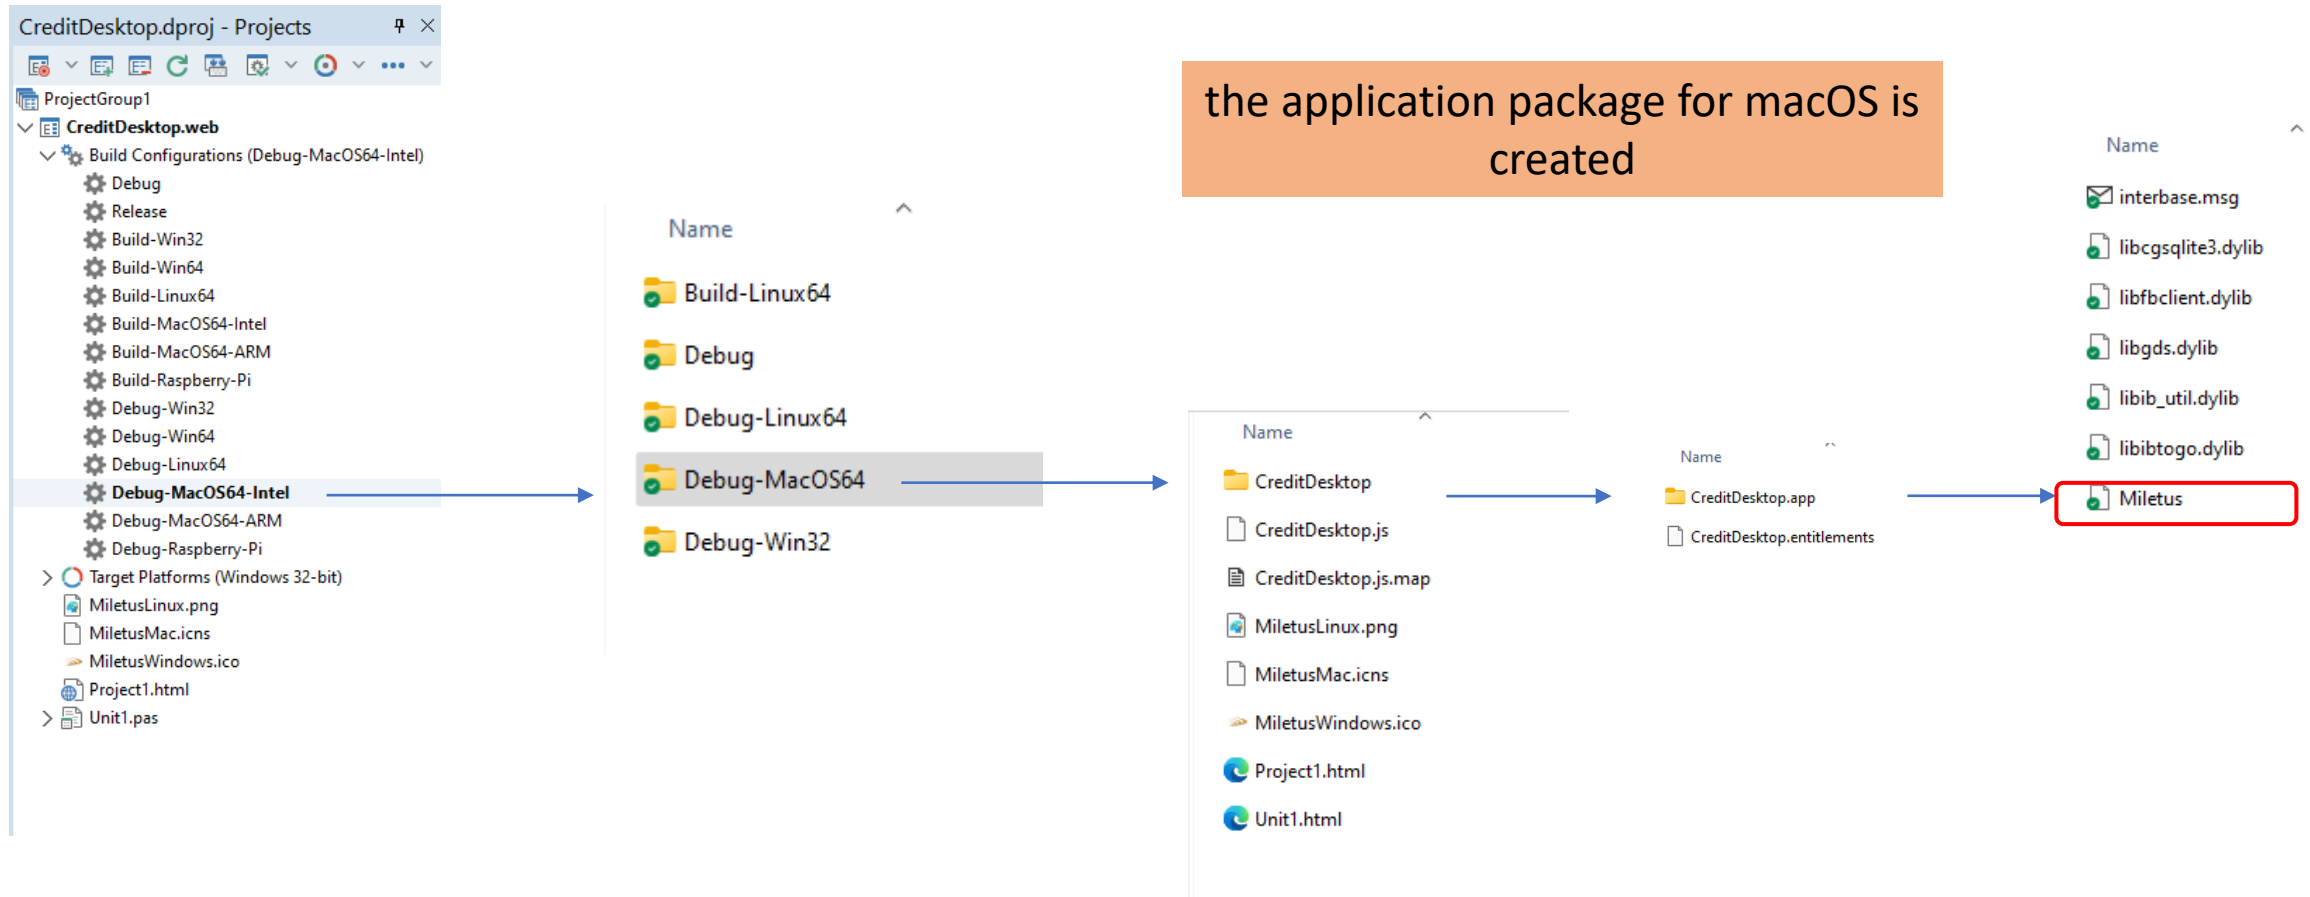 CreditDesktop.dproj - Projects
ProjectGroup1
CreditDesktop.web
Build Configurations (Debug-MacOS64-Intel)
Debug
Release
Build-Win32
Build-Win64
Build-Linux64
Build-MacOS64-Intel
Build-MacOS64-ARM
Build-Raspberry-Pi
Debug-Win32
Debug-Win64
Debug-Linux64
Debug-MacOS64-Intel
Debug-MacOS64-ARM
Debug-Raspberry-Pi
Target Platforms (Windows 32-bit)
MiletusLinux.png
MiletusMac.icns
MiletusWindows.ico
Project1.html
Unit1.pas
Name
Build-Linux64
Debug
Debug-Linux64
Debug-MacOS64
Debug-Win32
the application package for macOS is
created
Name
CreditDesktop
CreditDesktop.js
CreditDesktop.js.map
MiletusLinux.png
MiletusMac.icns
MiletusWindows.ico
Project1.html
Unit1.html
Name
CreditDesktop.app
CreditDesktop.entitlements
Name
interbase.msg
libcgsqlite3.dylib
libfbclient.dylib
libgds.dylib
libib_util.dylib
libibtogo.dylib
Miletus